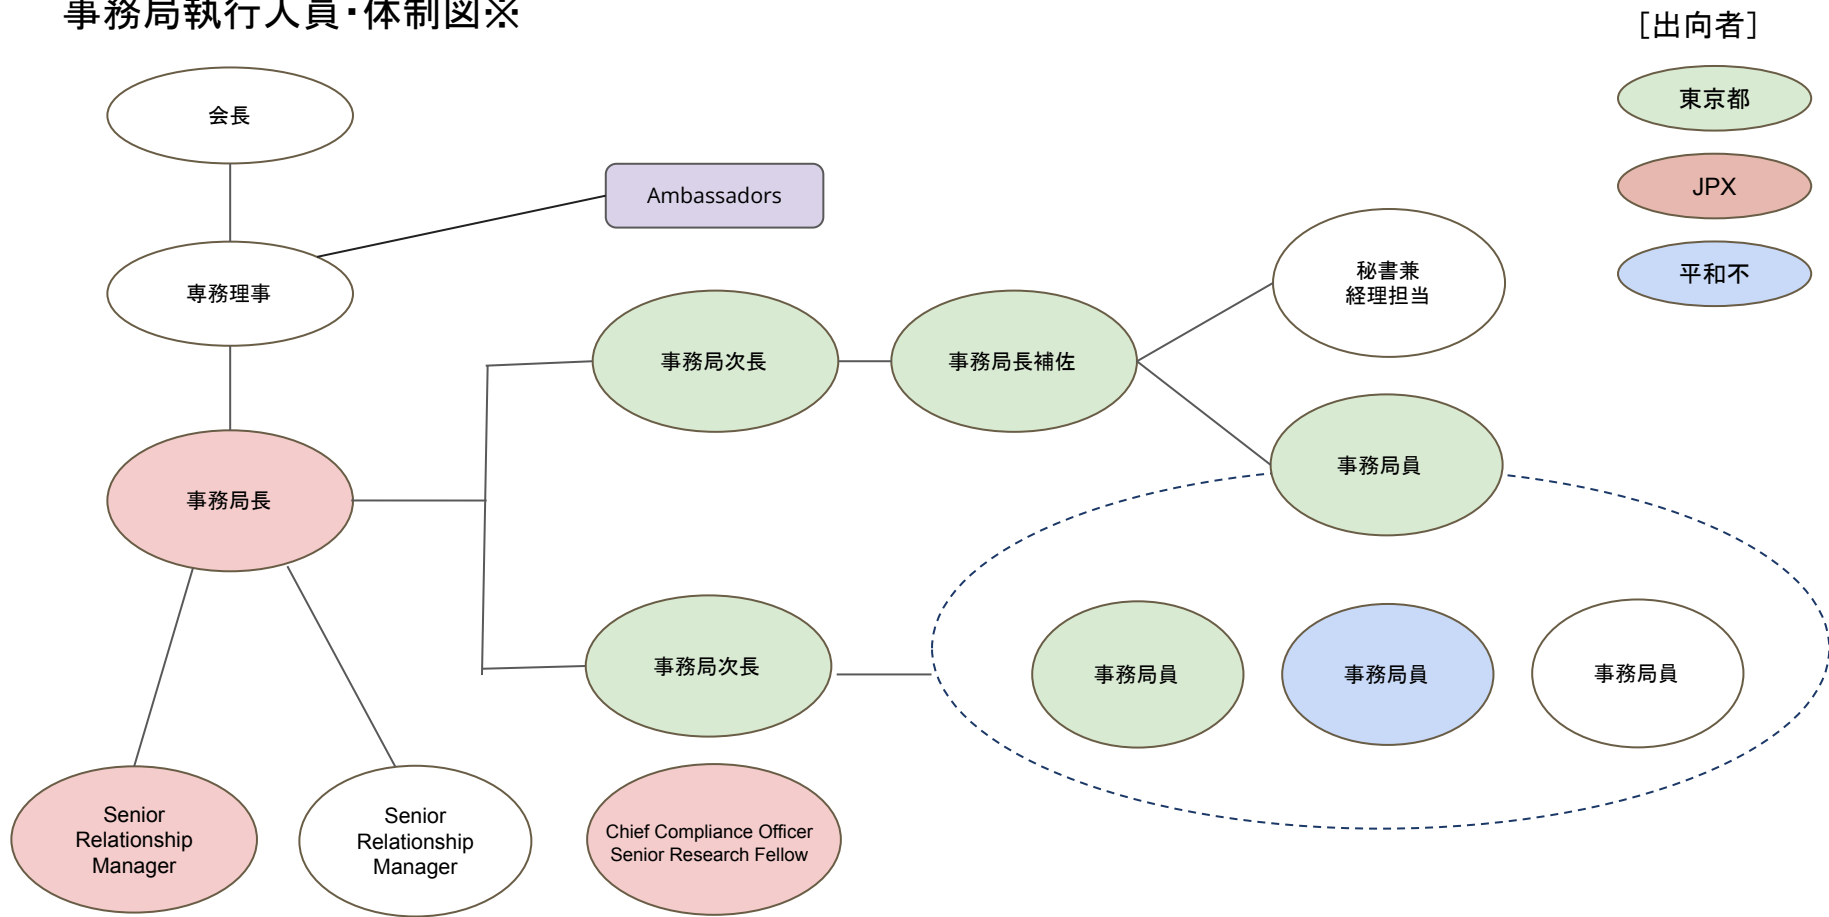 事務局執行人員・体制図※
［出向者］
東京都
JPX
平和不
会長
Ambassadors
専務理事
秘書兼
経理担当
事務局次長
事務局長補佐
事務局員
事務局長
事務局次長
事務局員
事務局員
事務局員
Senior
Relationship
Manager
Senior
Relationship
Manager
Chief Compliance Officer
Senior Research Fellow